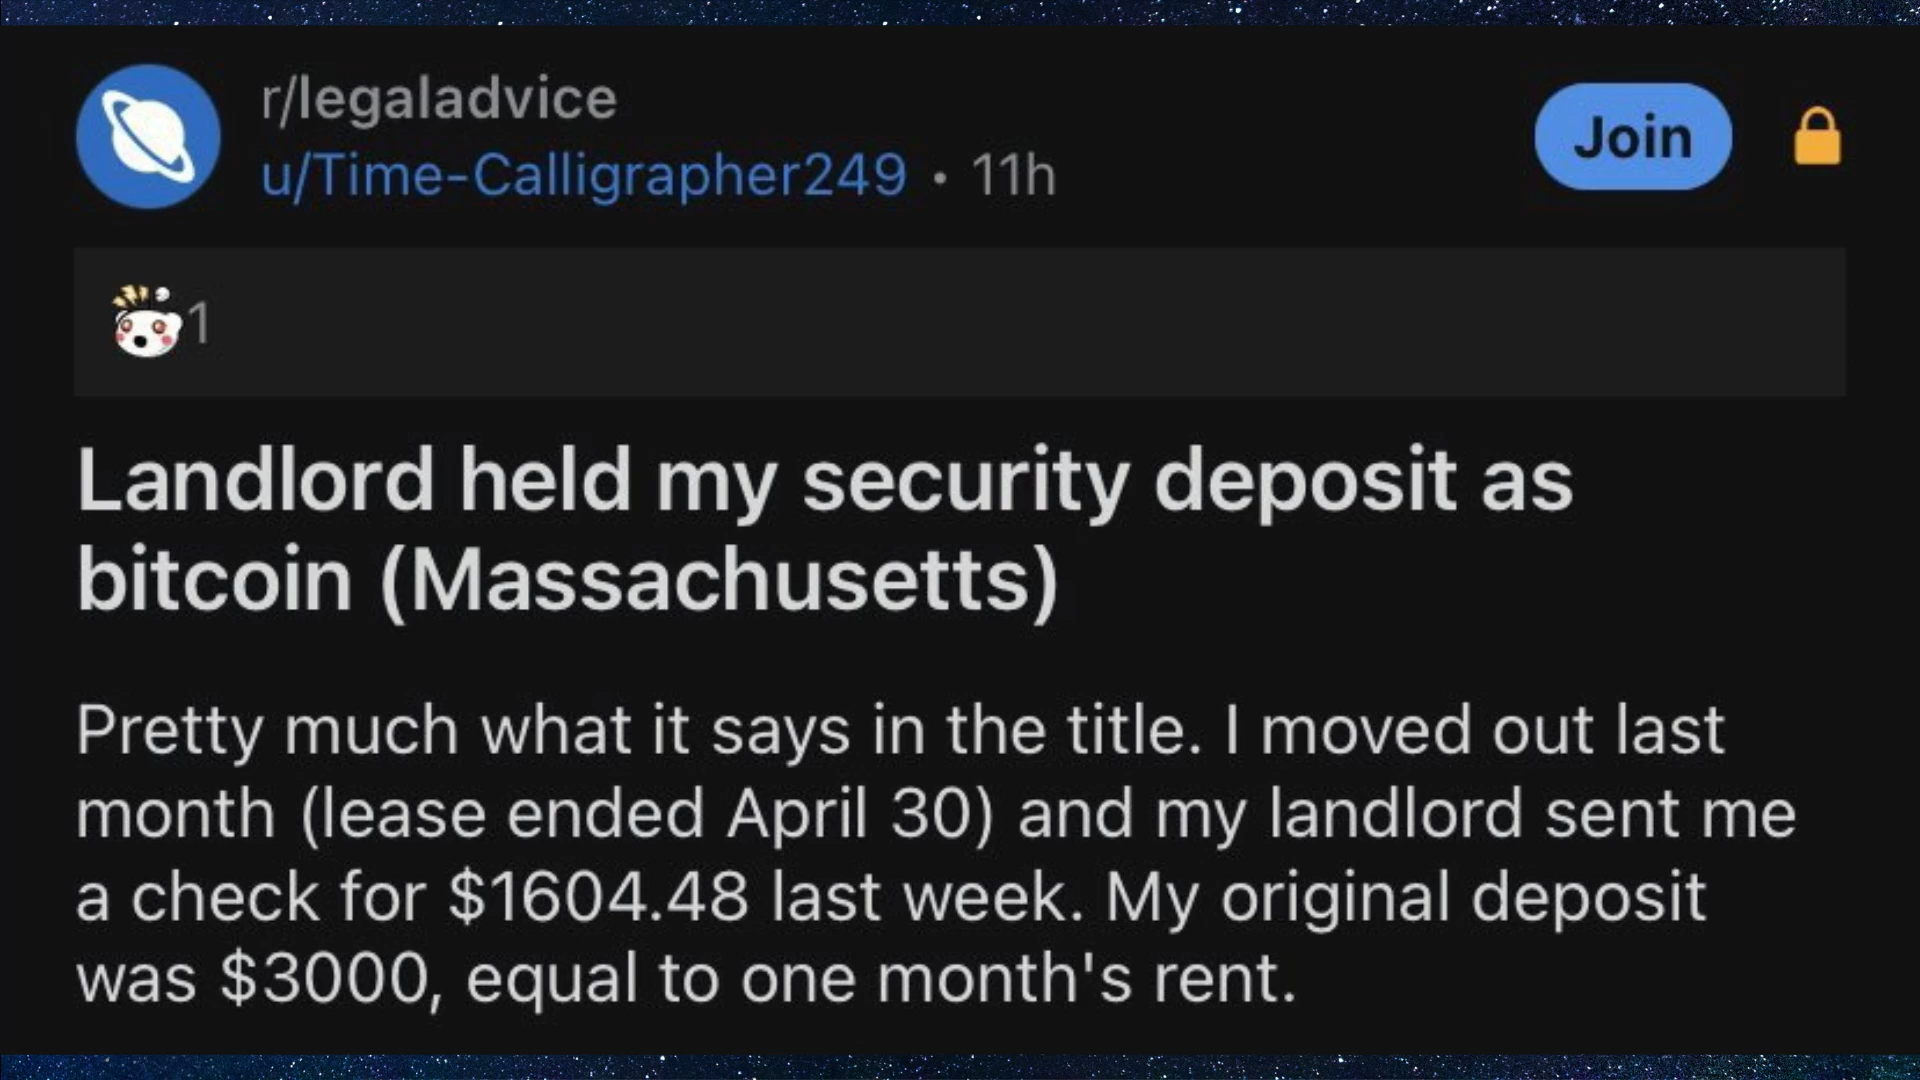 r/legaladvice
u/Time-Calligrapher249 • 11h
Join
1
Landlord held my security deposit as
bitcoin (Massachusetts)
Pretty much what it says in the title. I moved out last
month (lease ended April 30) and my landlord sent me
a check for $1604.48 last week. My original deposit
was $3000, equal to one month's rent.